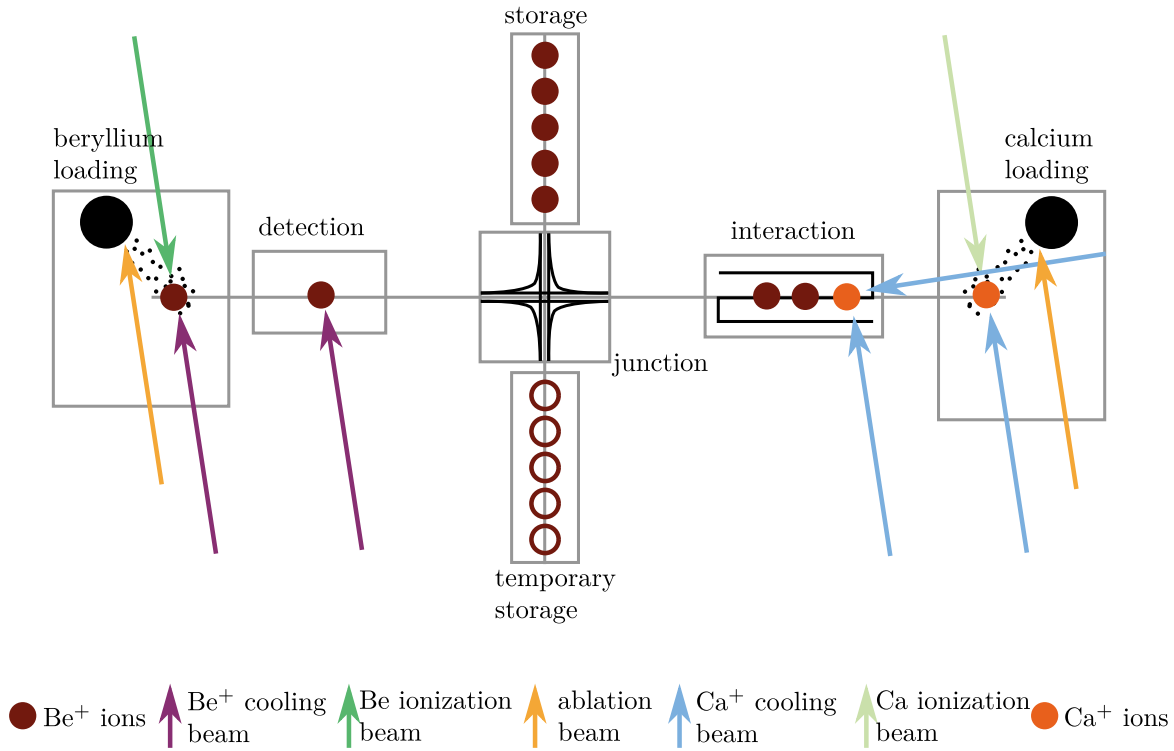 storage
beryllium
loading
calcium
loading
detection
interaction
junction
temporary
storage
Be⁺ ions
Be⁺ cooling
beam
Be ionization
beam
ablation
beam
Ca⁺ cooling
beam
Ca ionization
beam
Ca⁺ ions